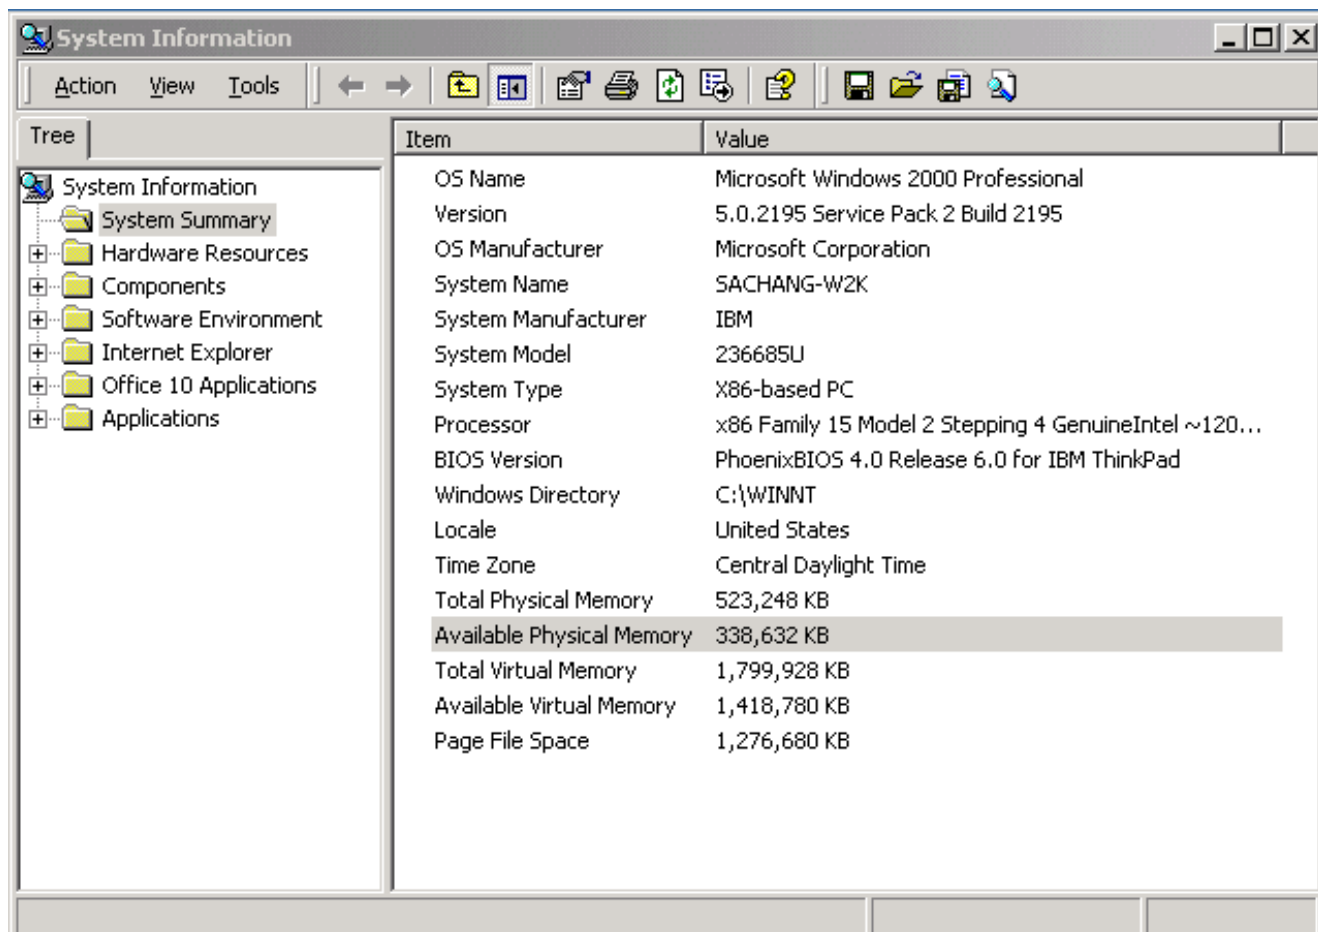 System Information
Action View Tools
Tree
System Information
System Summary
Hardware Resources
Components
Software Environment
Internet Explorer
Office 10 Applications
Applications
Item Value
OS Name Microsoft Windows 2000 Professional
Version 5.0.2195 Service Pack 2 Build 2195
OS Manufacturer Microsoft Corporation
System Name SACHANG-W2K
System Manufacturer IBM
System Model 236685U
System Type X86-based PC
Processor x86 Family 15 Model 2 Stepping 4 GenuineIntel ~120...
BIOS Version PhoenixBIOS 4.0 Release 6.0 for IBM ThinkPad
Windows Directory C:\WINNT
Locale United States
Time Zone Central Daylight Time
Total Physical Memory 523,248 KB
Available Physical Memory 338,632 KB
Total Virtual Memory 1,799,928 KB
Available Virtual Memory 1,418,780 KB
Page File Space 1,276,680 KB